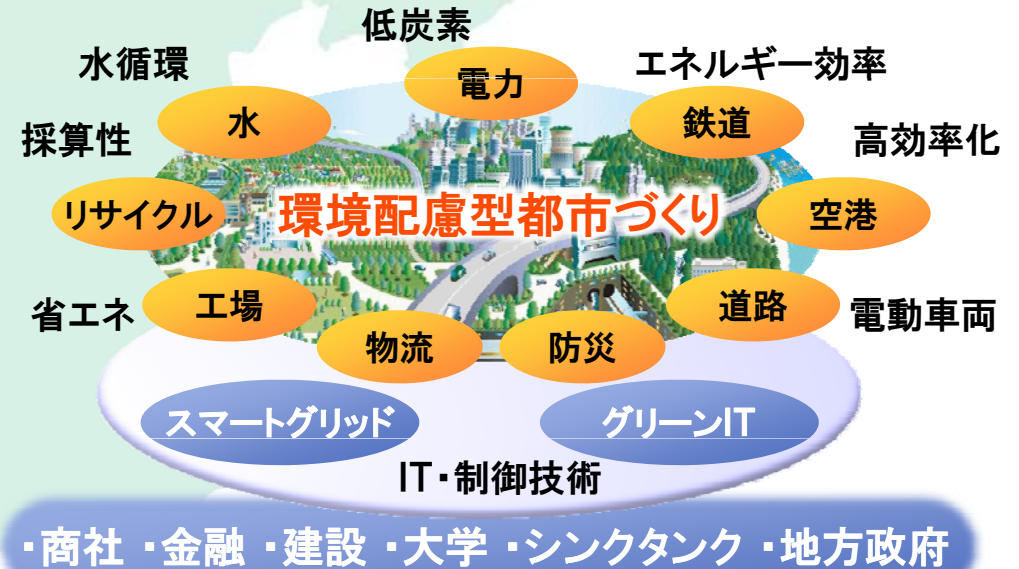 低炭素
水循環
電力
エネルギー効率
水
鉄道
採算性
高効率化
リサイクル
環境配慮型都市づくり
空港
省エネ
工場
道路
電動車両
物流
防災
スマートグリッド
グリーンIT
IT・制御技術
・商社 ・金融 ・建設 ・大学 ・シンクタンク ・地方政府